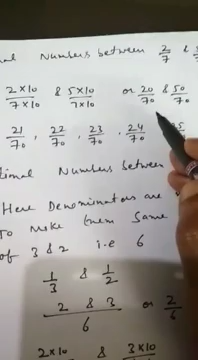 Numbers between 2/7 &
2×10/7×10 & 5×10/7×10 or 20/70 & 50/70
21/70, 22/70, 23/70, 24/70,
Numbers between
Here Denominators are
To make them same
of 3 & 2 i.e 6
1/3 & 1/2
2 & 3/6 or 2/6
2×10 & 3×10